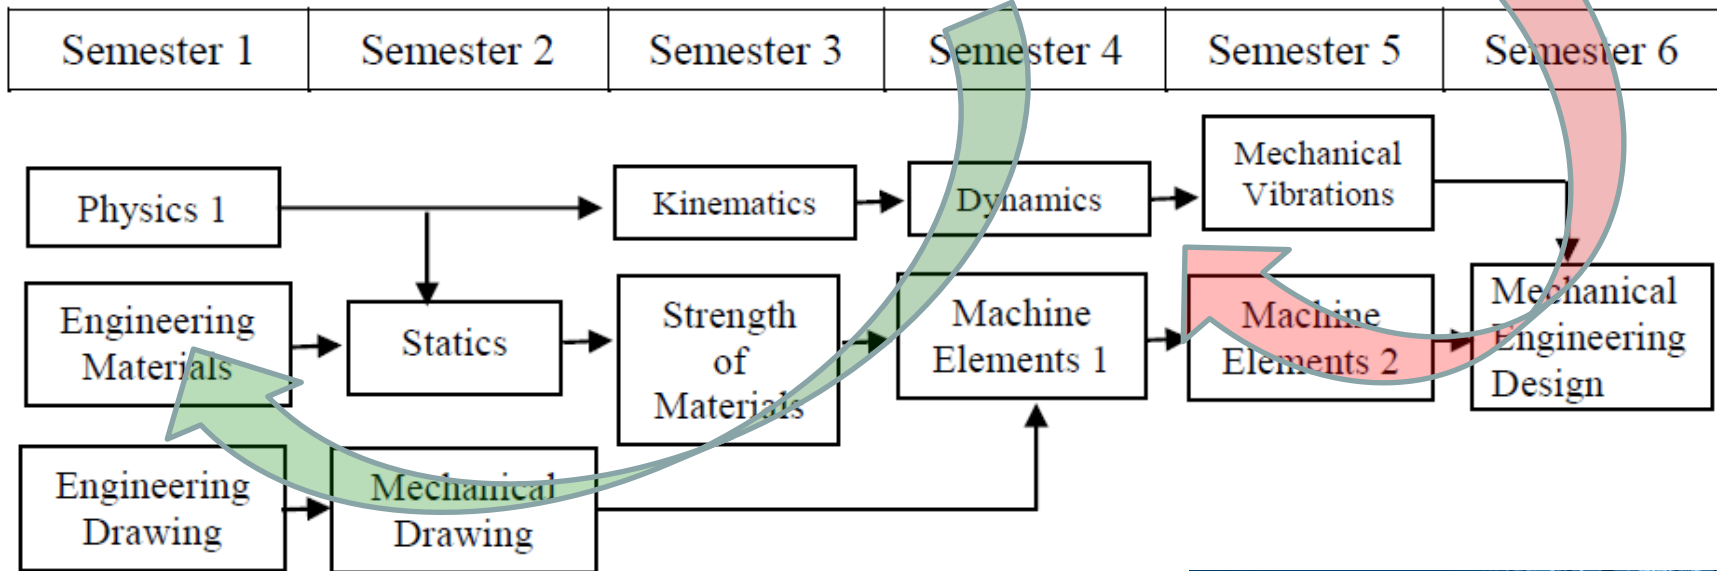 Semester 1 Semester 2 Semester 3 Semester 4 Semester 5 Semester 6
Physics 1
Kinematics
Dynamics
Mechanical
Vibrations
Engineering
Materials
Statics
Strength
of
Materials
Machine
Elements 1
Machine
Elements 2
Mechanical
Engineering
Design
Engineering
Drawing
Mechanical
Drawing